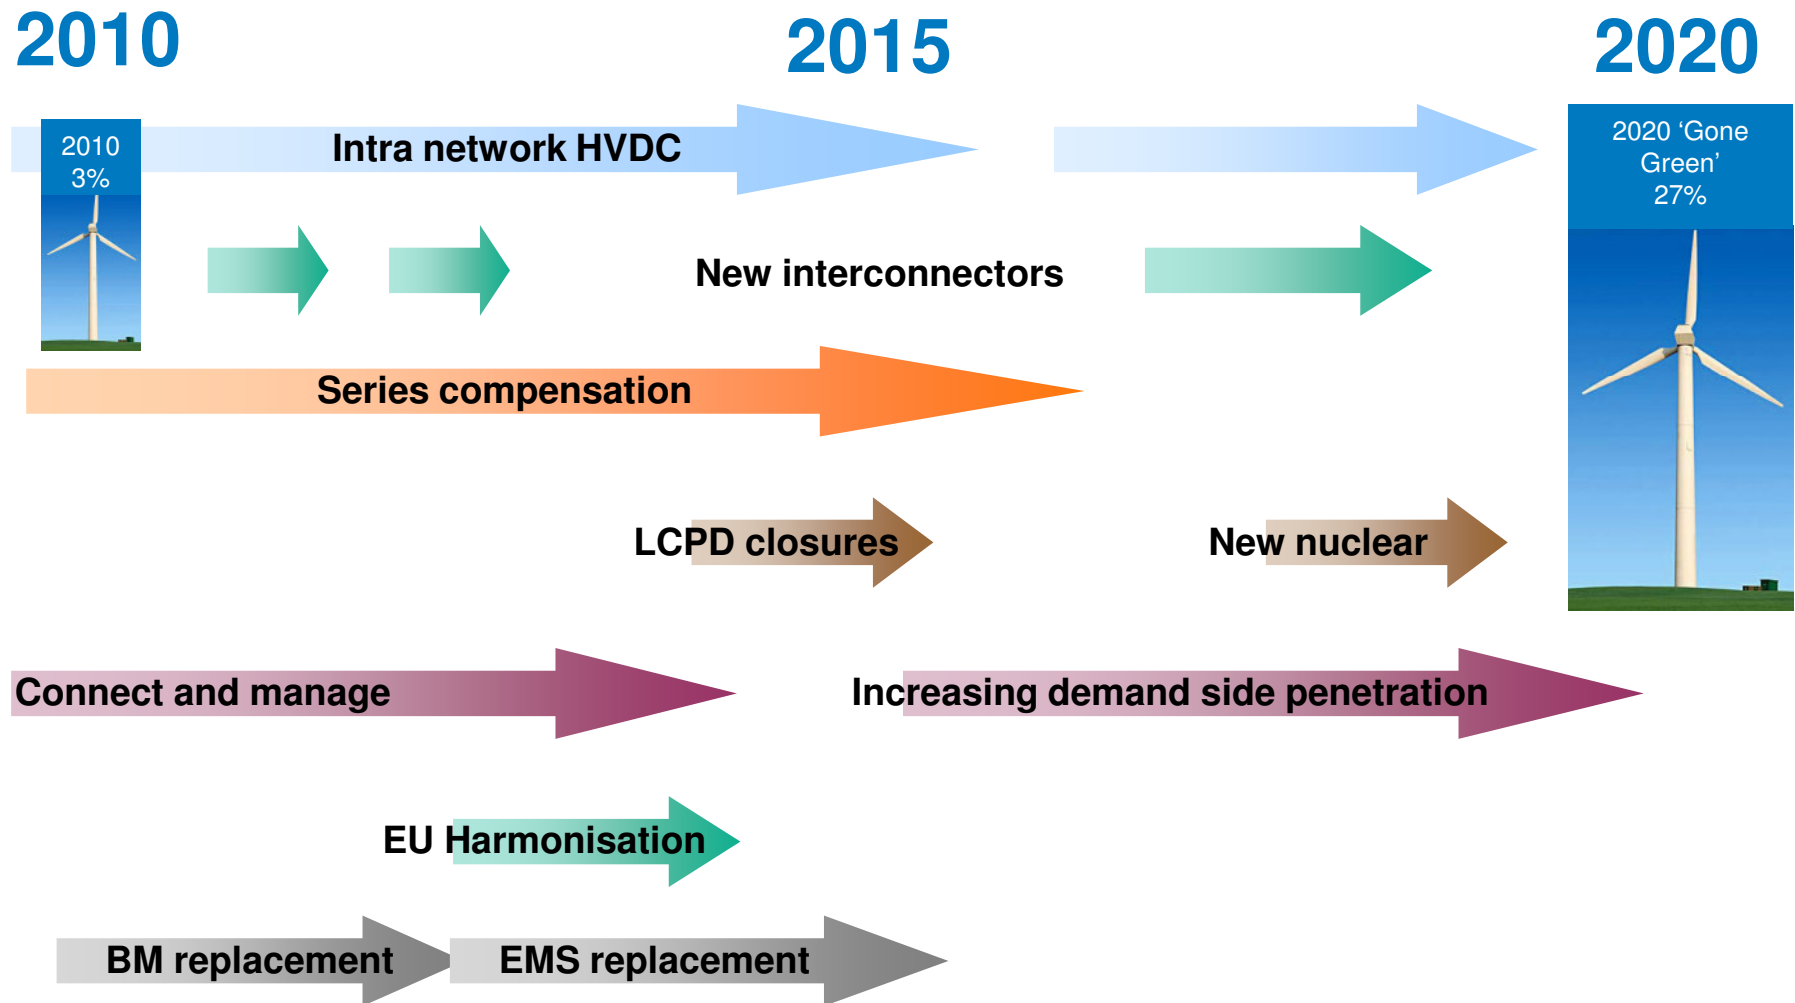 2010
2015
2020
Intra network HVDC
2010
3%
2020 ‘Gone
Green’
27%
New interconnectors
Series compensation
LCPD closures
New nuclear
Connect and manage
Increasing demand side penetration
EU Harmonisation
BM replacement
EMS replacement